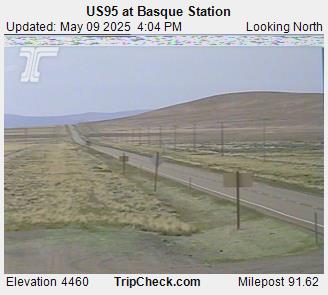 US95 at Basque Station
Updated: May 09 2025 4:04 PM Looking North
Elevation 4460 TripCheck.com Milepost 91.62